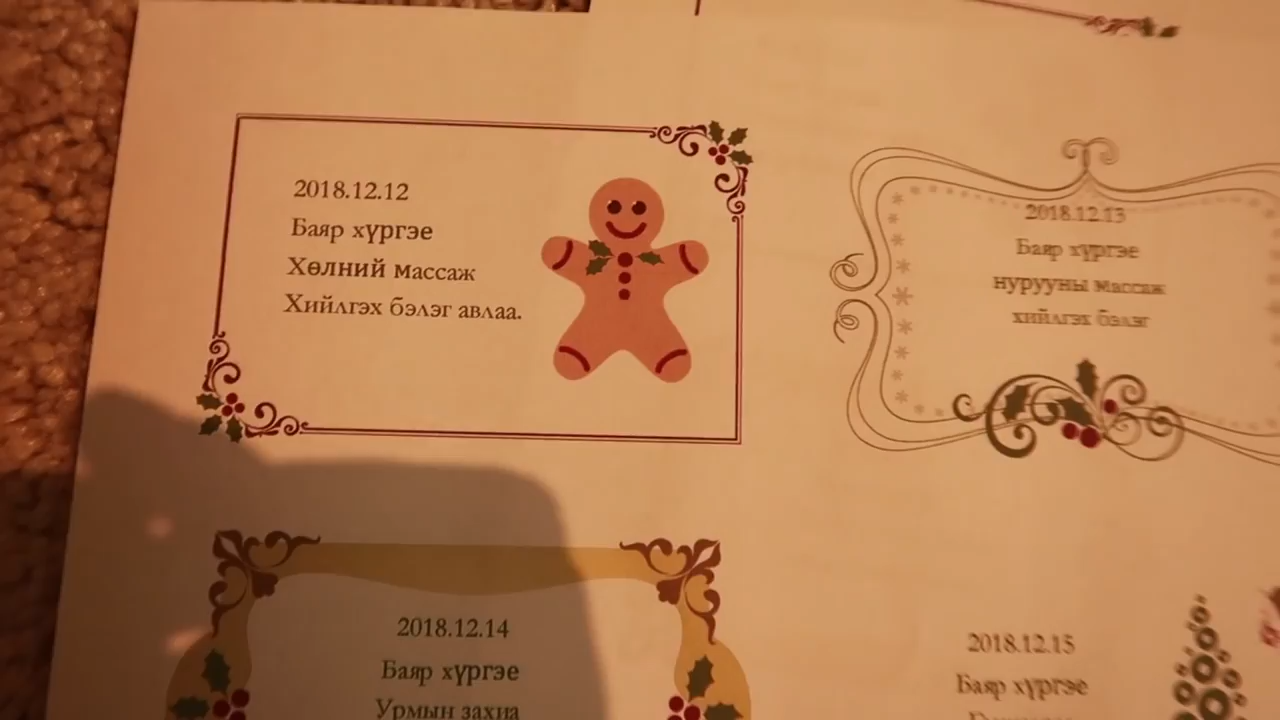 2018.12.12
Баяр хүргэе
Хөлний массаж
Хийлгэх бэлэг авлаа.
2018.12.13
Баяр хүргэе
нурууны массаж
хийлгэх бэлэг
2018.12.14
Баяр хүргэе
Урмын захиа
2018.12.15
Баяр хүргэе